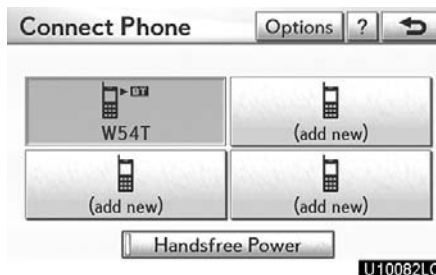 Connect Phone Options ?
BT
W54T (add new)
(add new) (add new)
Handsfree Power
U10082LC